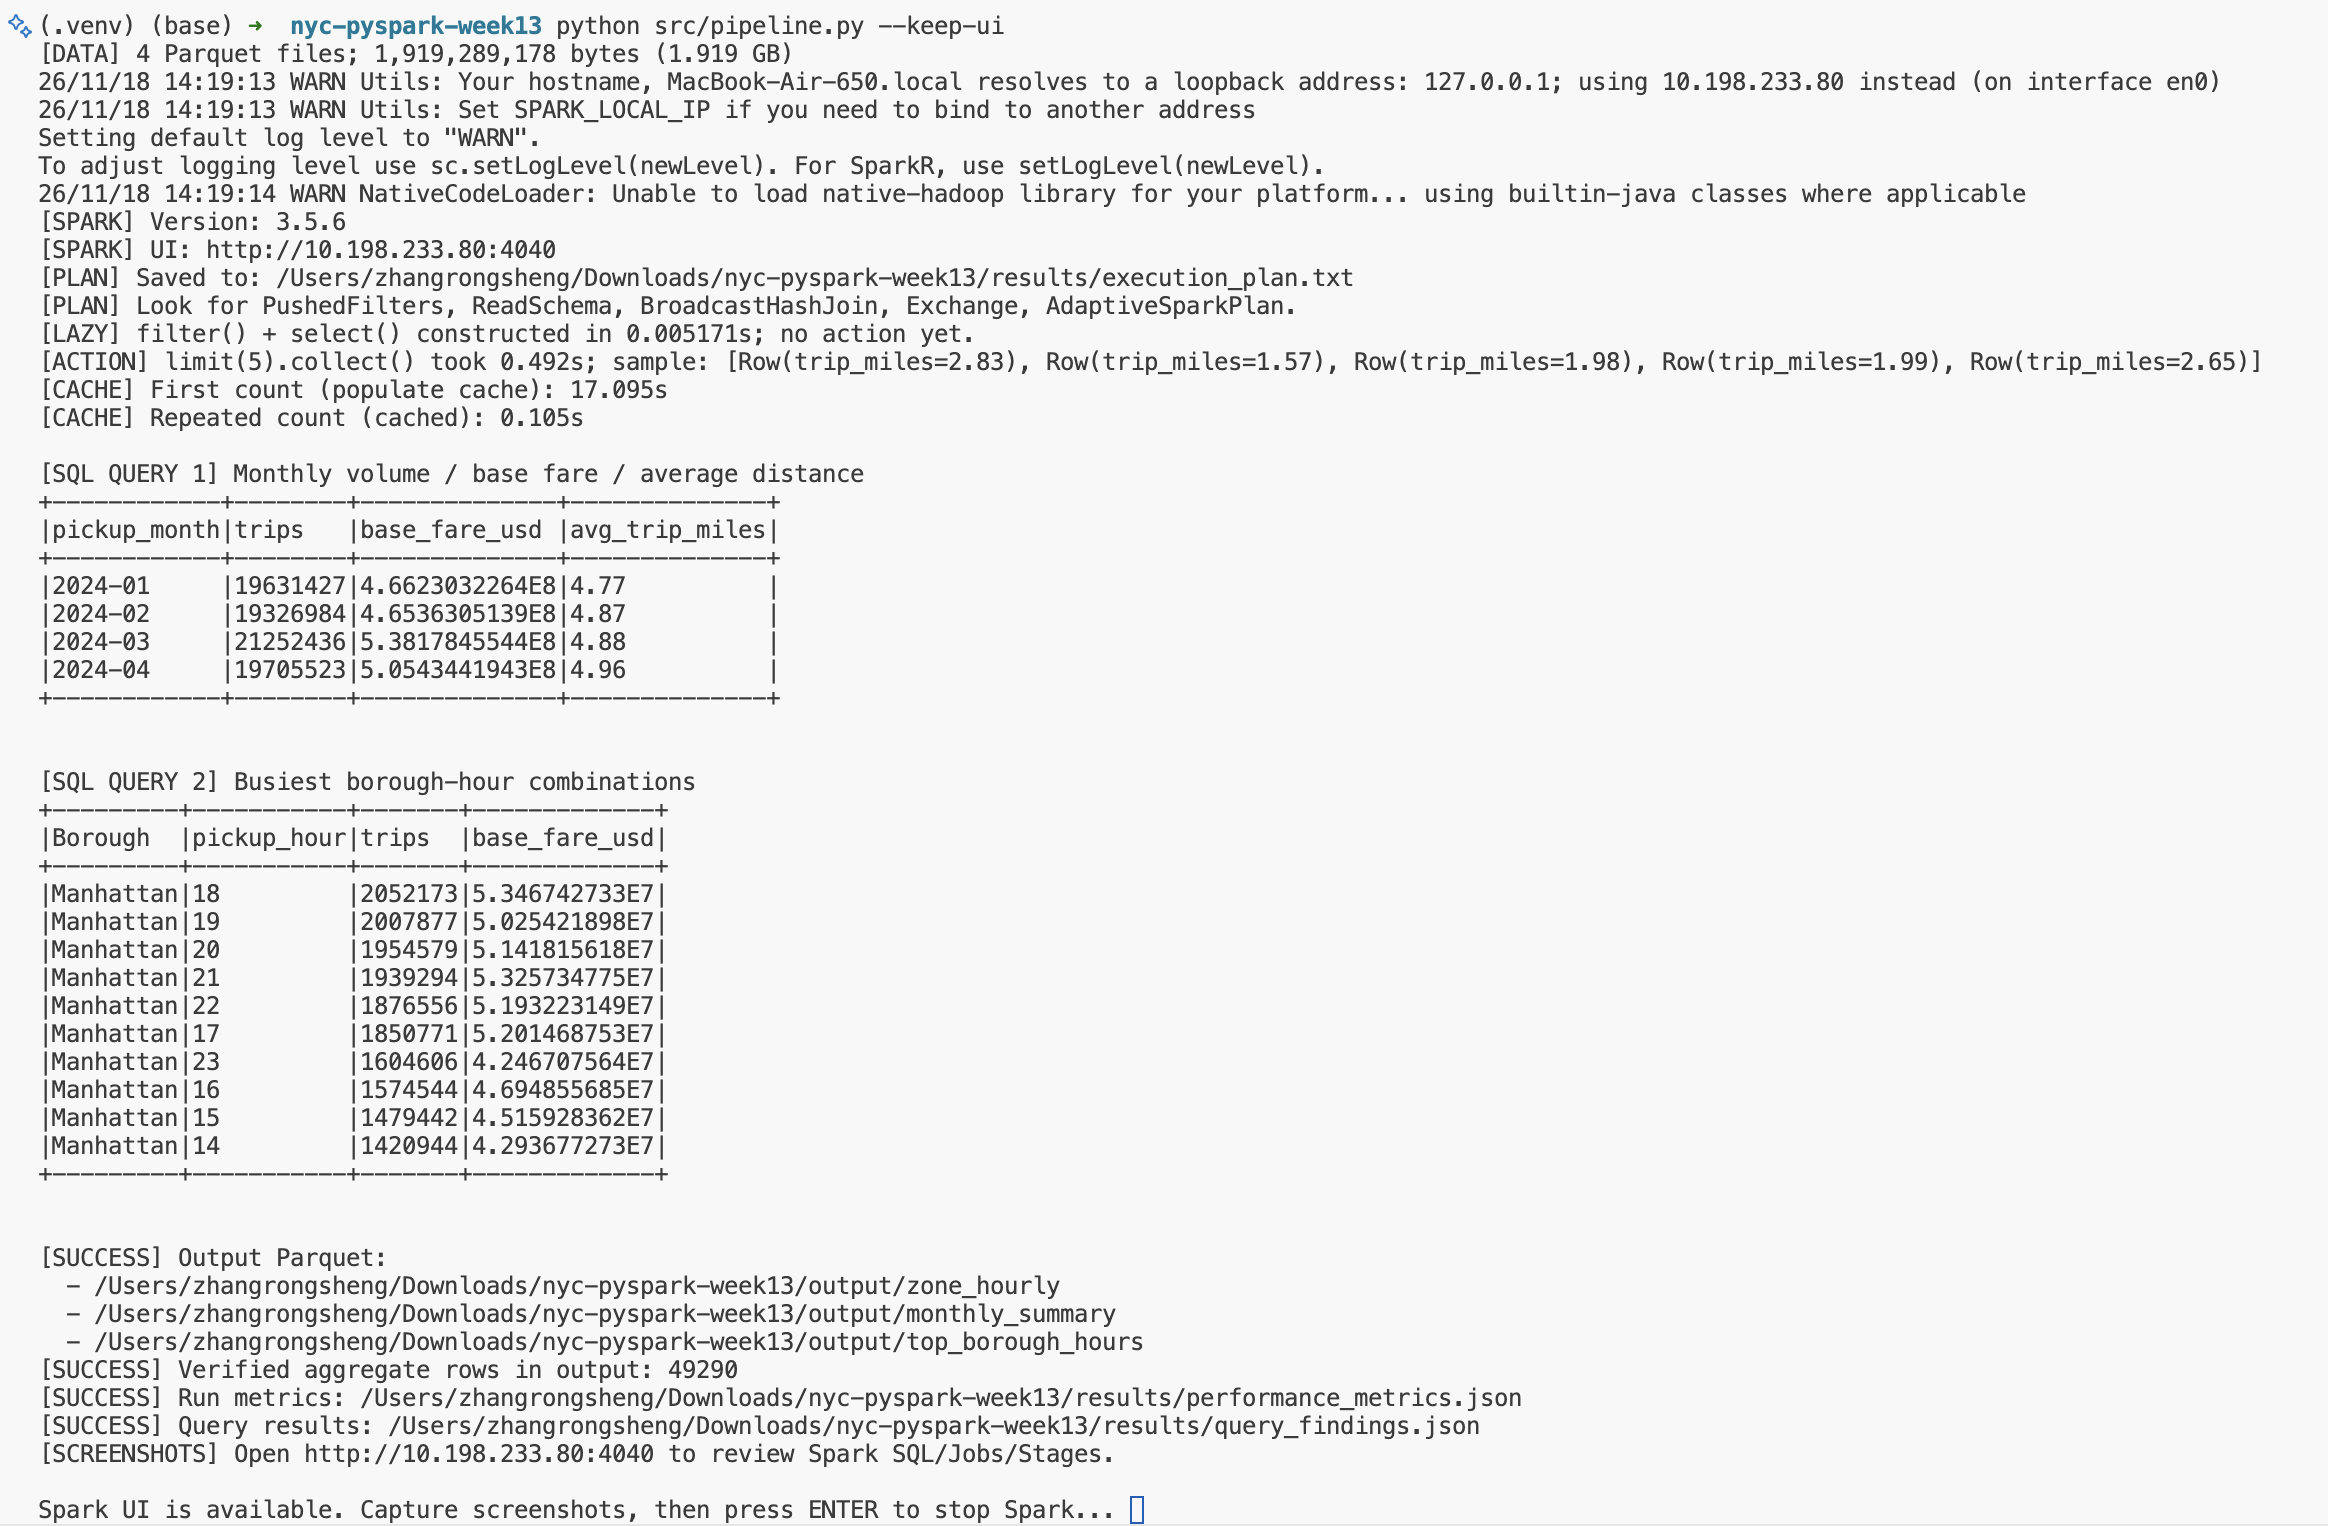 (.venv) (base) ➜  nyc-pyspark-week13 python src/pipeline.py --keep-ui
[DATA] 4 Parquet files; 1,919,289,178 bytes (1.919 GB)
26/11/18 14:19:13 WARN Utils: Your hostname, MacBook-Air-650.local resolves to a loopback address: 127.0.0.1; using 10.198.233.80 instead (on interface en0)
26/11/18 14:19:13 WARN Utils: Set SPARK_LOCAL_IP if you need to bind to another address
Setting default log level to "WARN".
To adjust logging level use sc.setLogLevel(newLevel). For SparkR, use setLogLevel(newLevel).
26/11/18 14:19:14 WARN NativeCodeLoader: Unable to load native-hadoop library for your platform... using builtin-java classes where applicable
[SPARK] Version: 3.5.6
[SPARK] UI: http://10.198.233.80:4040
[PLAN] Saved to: /Users/zhangrongsheng/Downloads/nyc-pyspark-week13/results/execution_plan.txt
[PLAN] Look for PushedFilters, ReadSchema, BroadcastHashJoin, Exchange, AdaptiveSparkPlan.
[LAZY] filter() + select() constructed in 0.005171s; no action yet.
[ACTION] limit(5).collect() took 0.492s; sample: [Row(trip_miles=2.83), Row(trip_miles=1.57), Row(trip_miles=1.98), Row(trip_miles=1.99), Row(trip_miles=2.65)]
[CACHE] First count (populate cache): 17.095s
[CACHE] Repeated count (cached): 0.105s

[SQL QUERY 1] Monthly volume / base fare / average distance
+------------+--------+--------------+--------------+
|pickup_month|trips   |base_fare_usd |avg_trip_miles|
+------------+--------+--------------+--------------+
|2024-01     |19631427|4.6623032264E8|4.77          |
|2024-02     |19326984|4.6536305139E8|4.87          |
|2024-03     |21252436|5.3817845544E8|4.88          |
|2024-04     |19705523|5.0543441943E8|4.96          |
+------------+--------+--------------+--------------+

[SQL QUERY 2] Busiest borough-hour combinations
+---------+-----------+-------+-------------+
|Borough  |pickup_hour|trips  |base_fare_usd|
+---------+-----------+-------+-------------+
|Manhattan|18         |2052173|5.346742733E7|
|Manhattan|19         |2007877|5.025421898E7|
|Manhattan|20         |1954579|5.141815618E7|
|Manhattan|21         |1939294|5.325734775E7|
|Manhattan|22         |1876556|5.193223149E7|
|Manhattan|17         |1850771|5.201468753E7|
|Manhattan|23         |1604606|4.246707564E7|
|Manhattan|16         |1574544|4.694855685E7|
|Manhattan|15         |1479442|4.515928362E7|
|Manhattan|14         |1420944|4.293677273E7|
+---------+-----------+-------+-------------+

[SUCCESS] Output Parquet:
  - /Users/zhangrongsheng/Downloads/nyc-pyspark-week13/output/zone_hourly
  - /Users/zhangrongsheng/Downloads/nyc-pyspark-week13/output/monthly_summary
  - /Users/zhangrongsheng/Downloads/nyc-pyspark-week13/output/top_borough_hours
[SUCCESS] Verified aggregate rows in output: 49290
[SUCCESS] Run metrics: /Users/zhangrongsheng/Downloads/nyc-pyspark-week13/results/performance_metrics.json
[SUCCESS] Query results: /Users/zhangrongsheng/Downloads/nyc-pyspark-week13/results/query_findings.json
[SCREENSHOTS] Open http://10.198.233.80:4040 to review Spark SQL/Jobs/Stages.

Spark UI is available. Capture screenshots, then press ENTER to stop Spark...